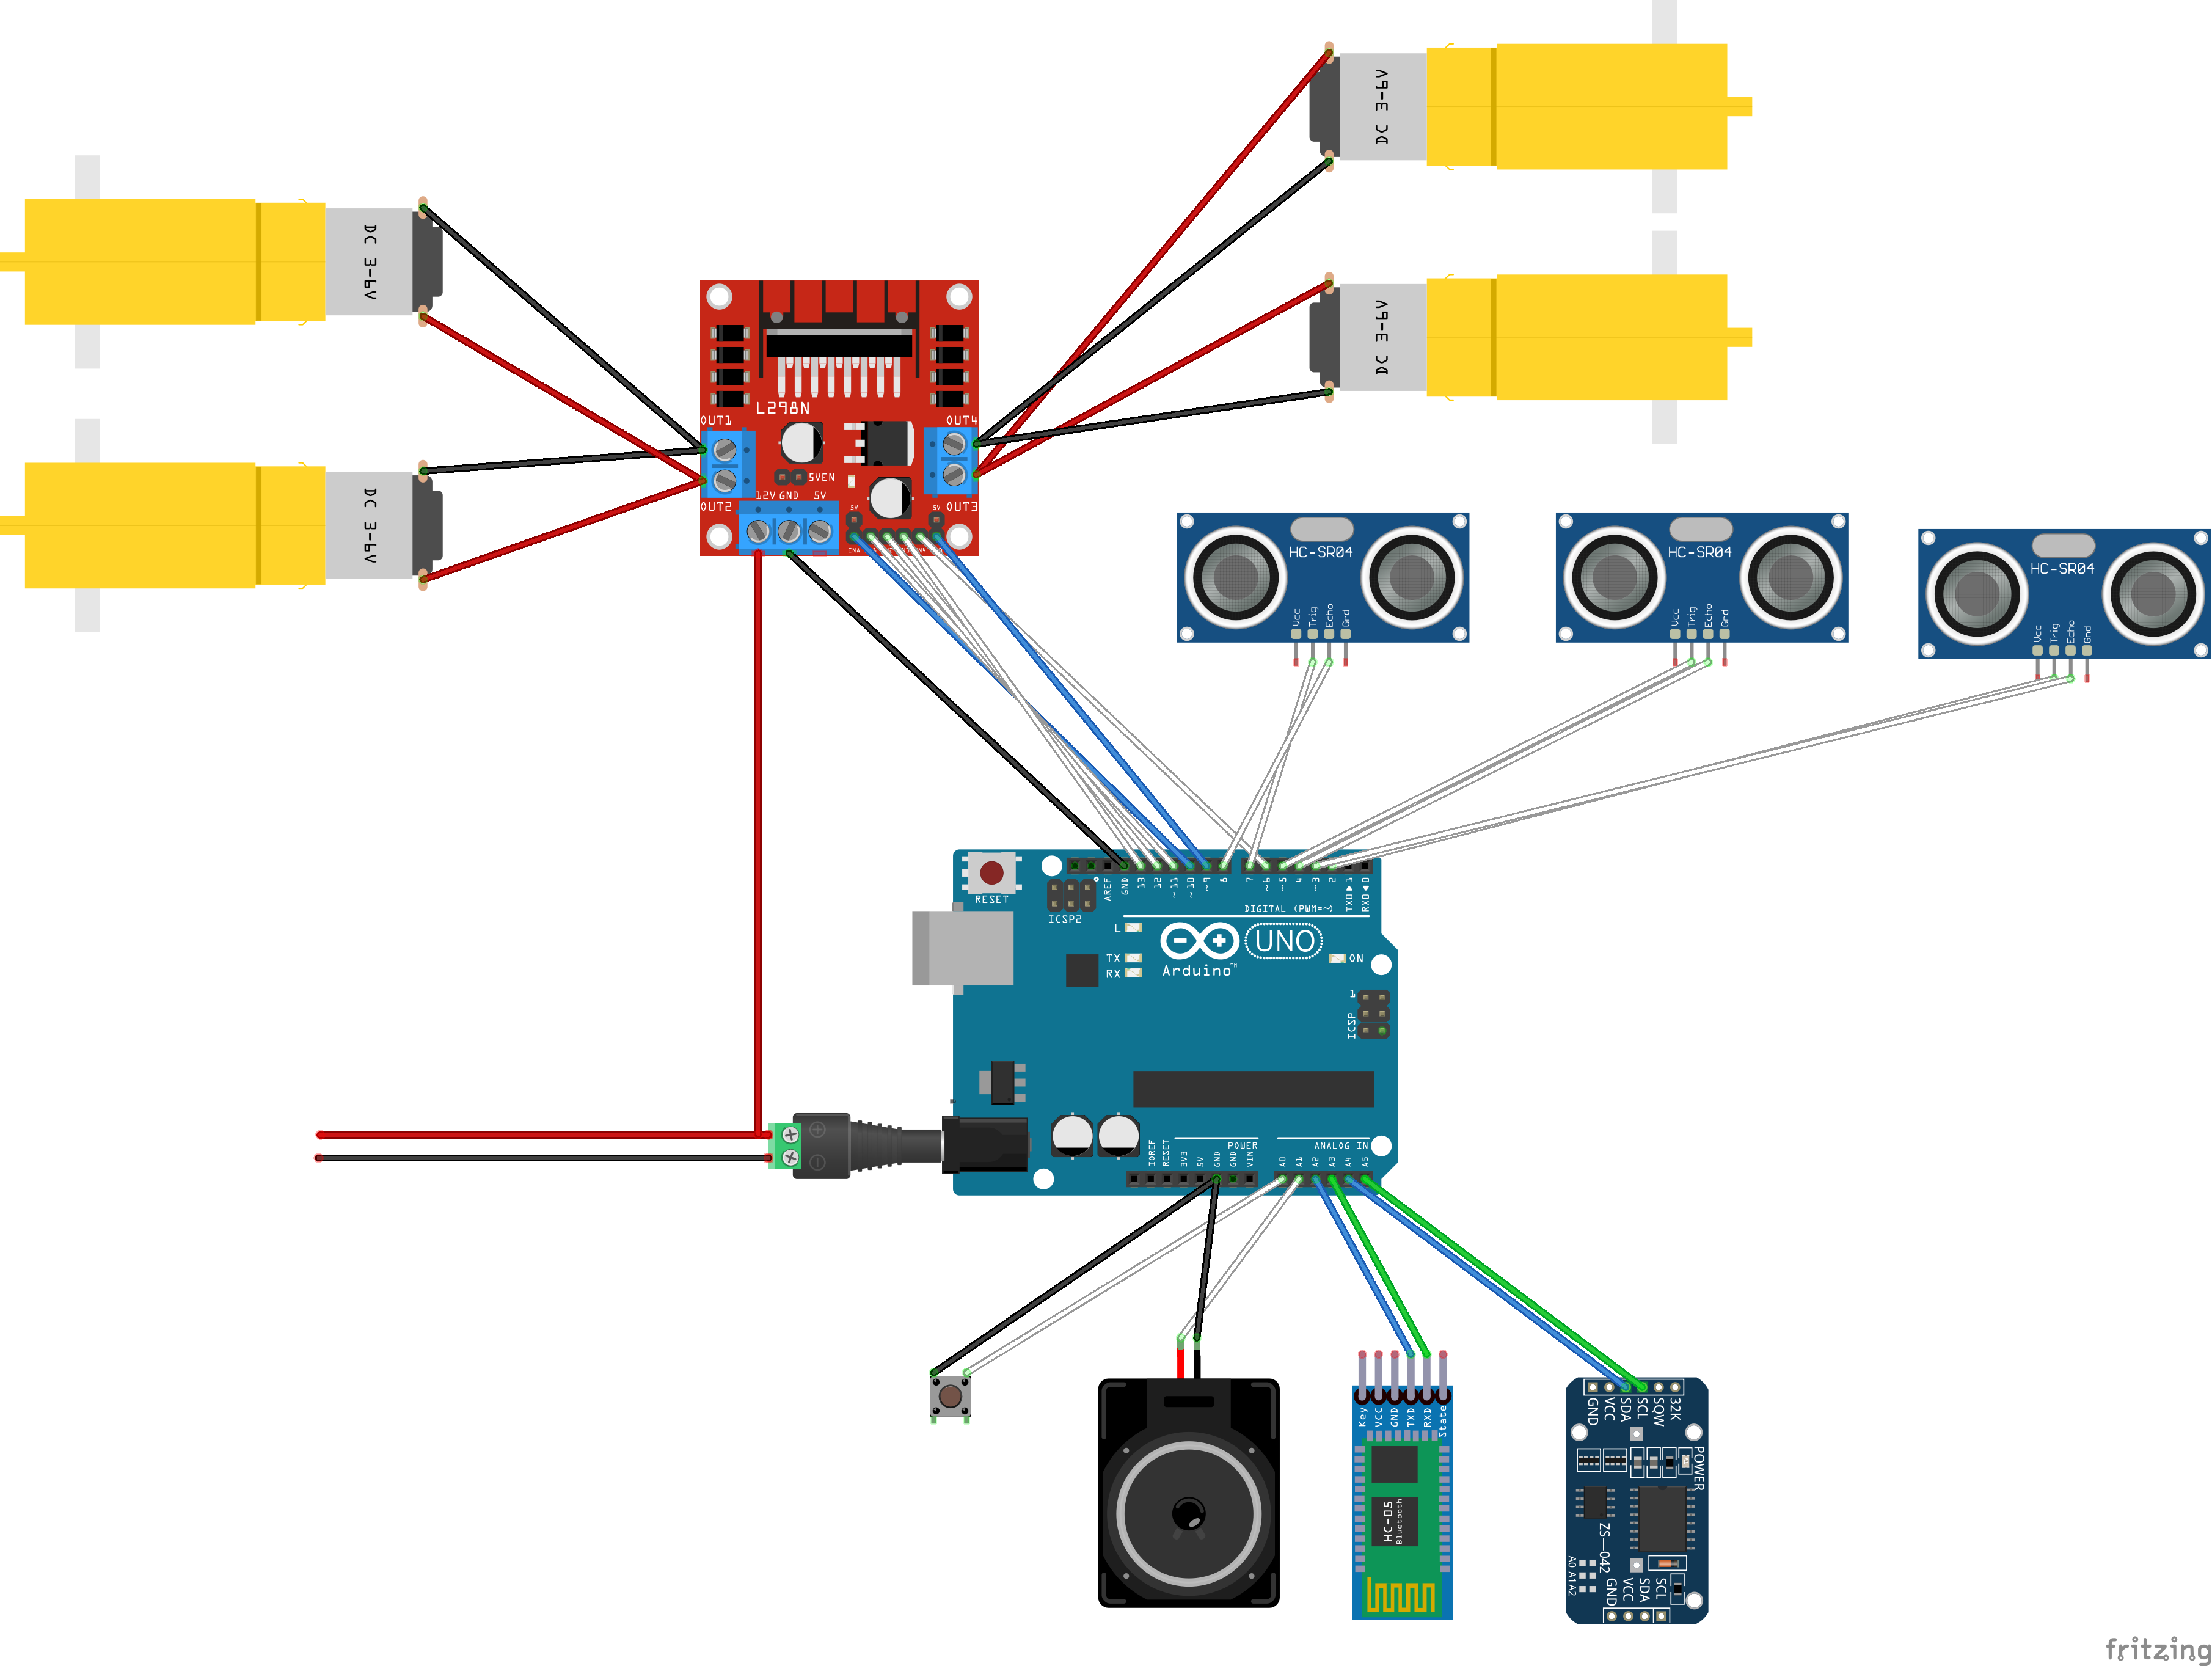 DC 3-6V
DC 3-6V
DC 3-6V
DC 3-6V
L298N
OUT1
OUT4
5VEN
12V GND 5V
OUT2
5V
5V
OUT3
ENA
HC-SR04
Vcc
Trig
Echo
Gnd
HC-SR04
Vcc
Trig
Echo
Gnd
HC-SR04
Vcc
Trig
Echo
Gnd
RESET
ICSP2
AREF
GND
13
12
~11
~10
~9
8
7
~6
~5
4
~3
2
TX0▶1
RX0◀0
DIGITAL (PWM=~)
L
UNO
TX
RX
Arduino™
ON
1
ICSP
POWER
ANALOG IN
IOREF
RESET
3V3
5V
GND
GND
VIN
A0
A1
A2
A3
A4
A5
Key
VCC
GND
TXD
RXD
State
HC-05
Bluetooth
GND
VCC
SDA
SCL
SQW
32K
POWER
ZS-042
A0 A1 A2
GND
VCC
SDA
SCL
fritzing